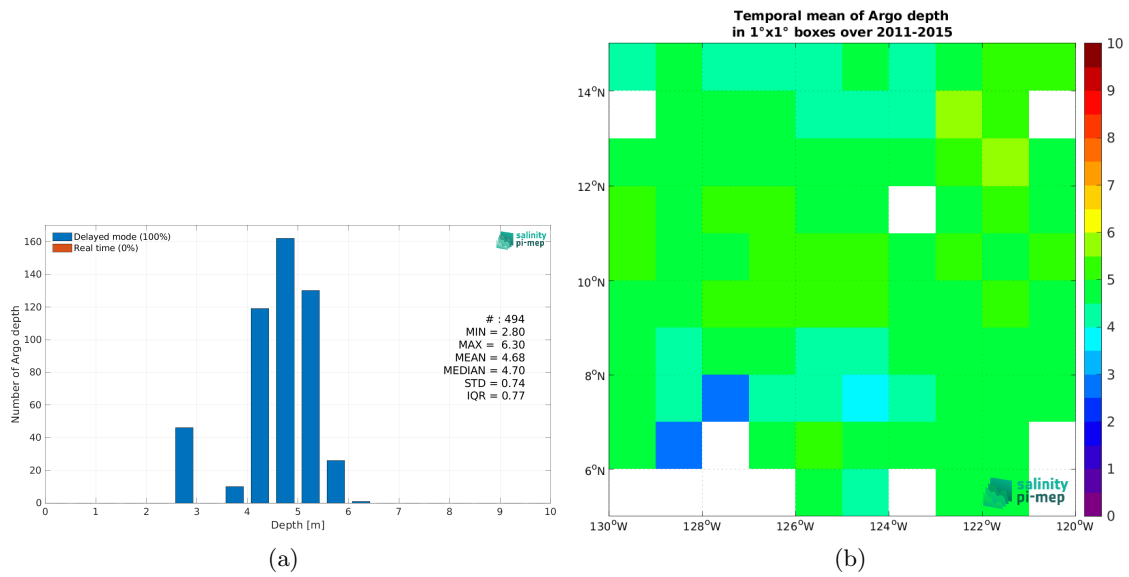 Temporal mean of Argo depth
in 1°x1° boxes over 2011-2015
Delayed mode (100%)
Real time (0%)
salinity
pi-mep
# : 494
MIN = 2.80
MAX = 6.30
MEAN = 4.68
MEDIAN = 4.70
STD = 0.74
IQR = 0.77
Number of Argo depth
160
140
120
100
80
60
40
20
0
0 1 2 3 4 5 6 7 8 9 10
Depth [m]
(a)
14°N
12°N
10°N
8°N
6°N
130°W 128°W 126°W 124°W 122°W 120°W
salinity
pi-mep
10
9
8
7
6
5
4
3
2
1
0
(b)